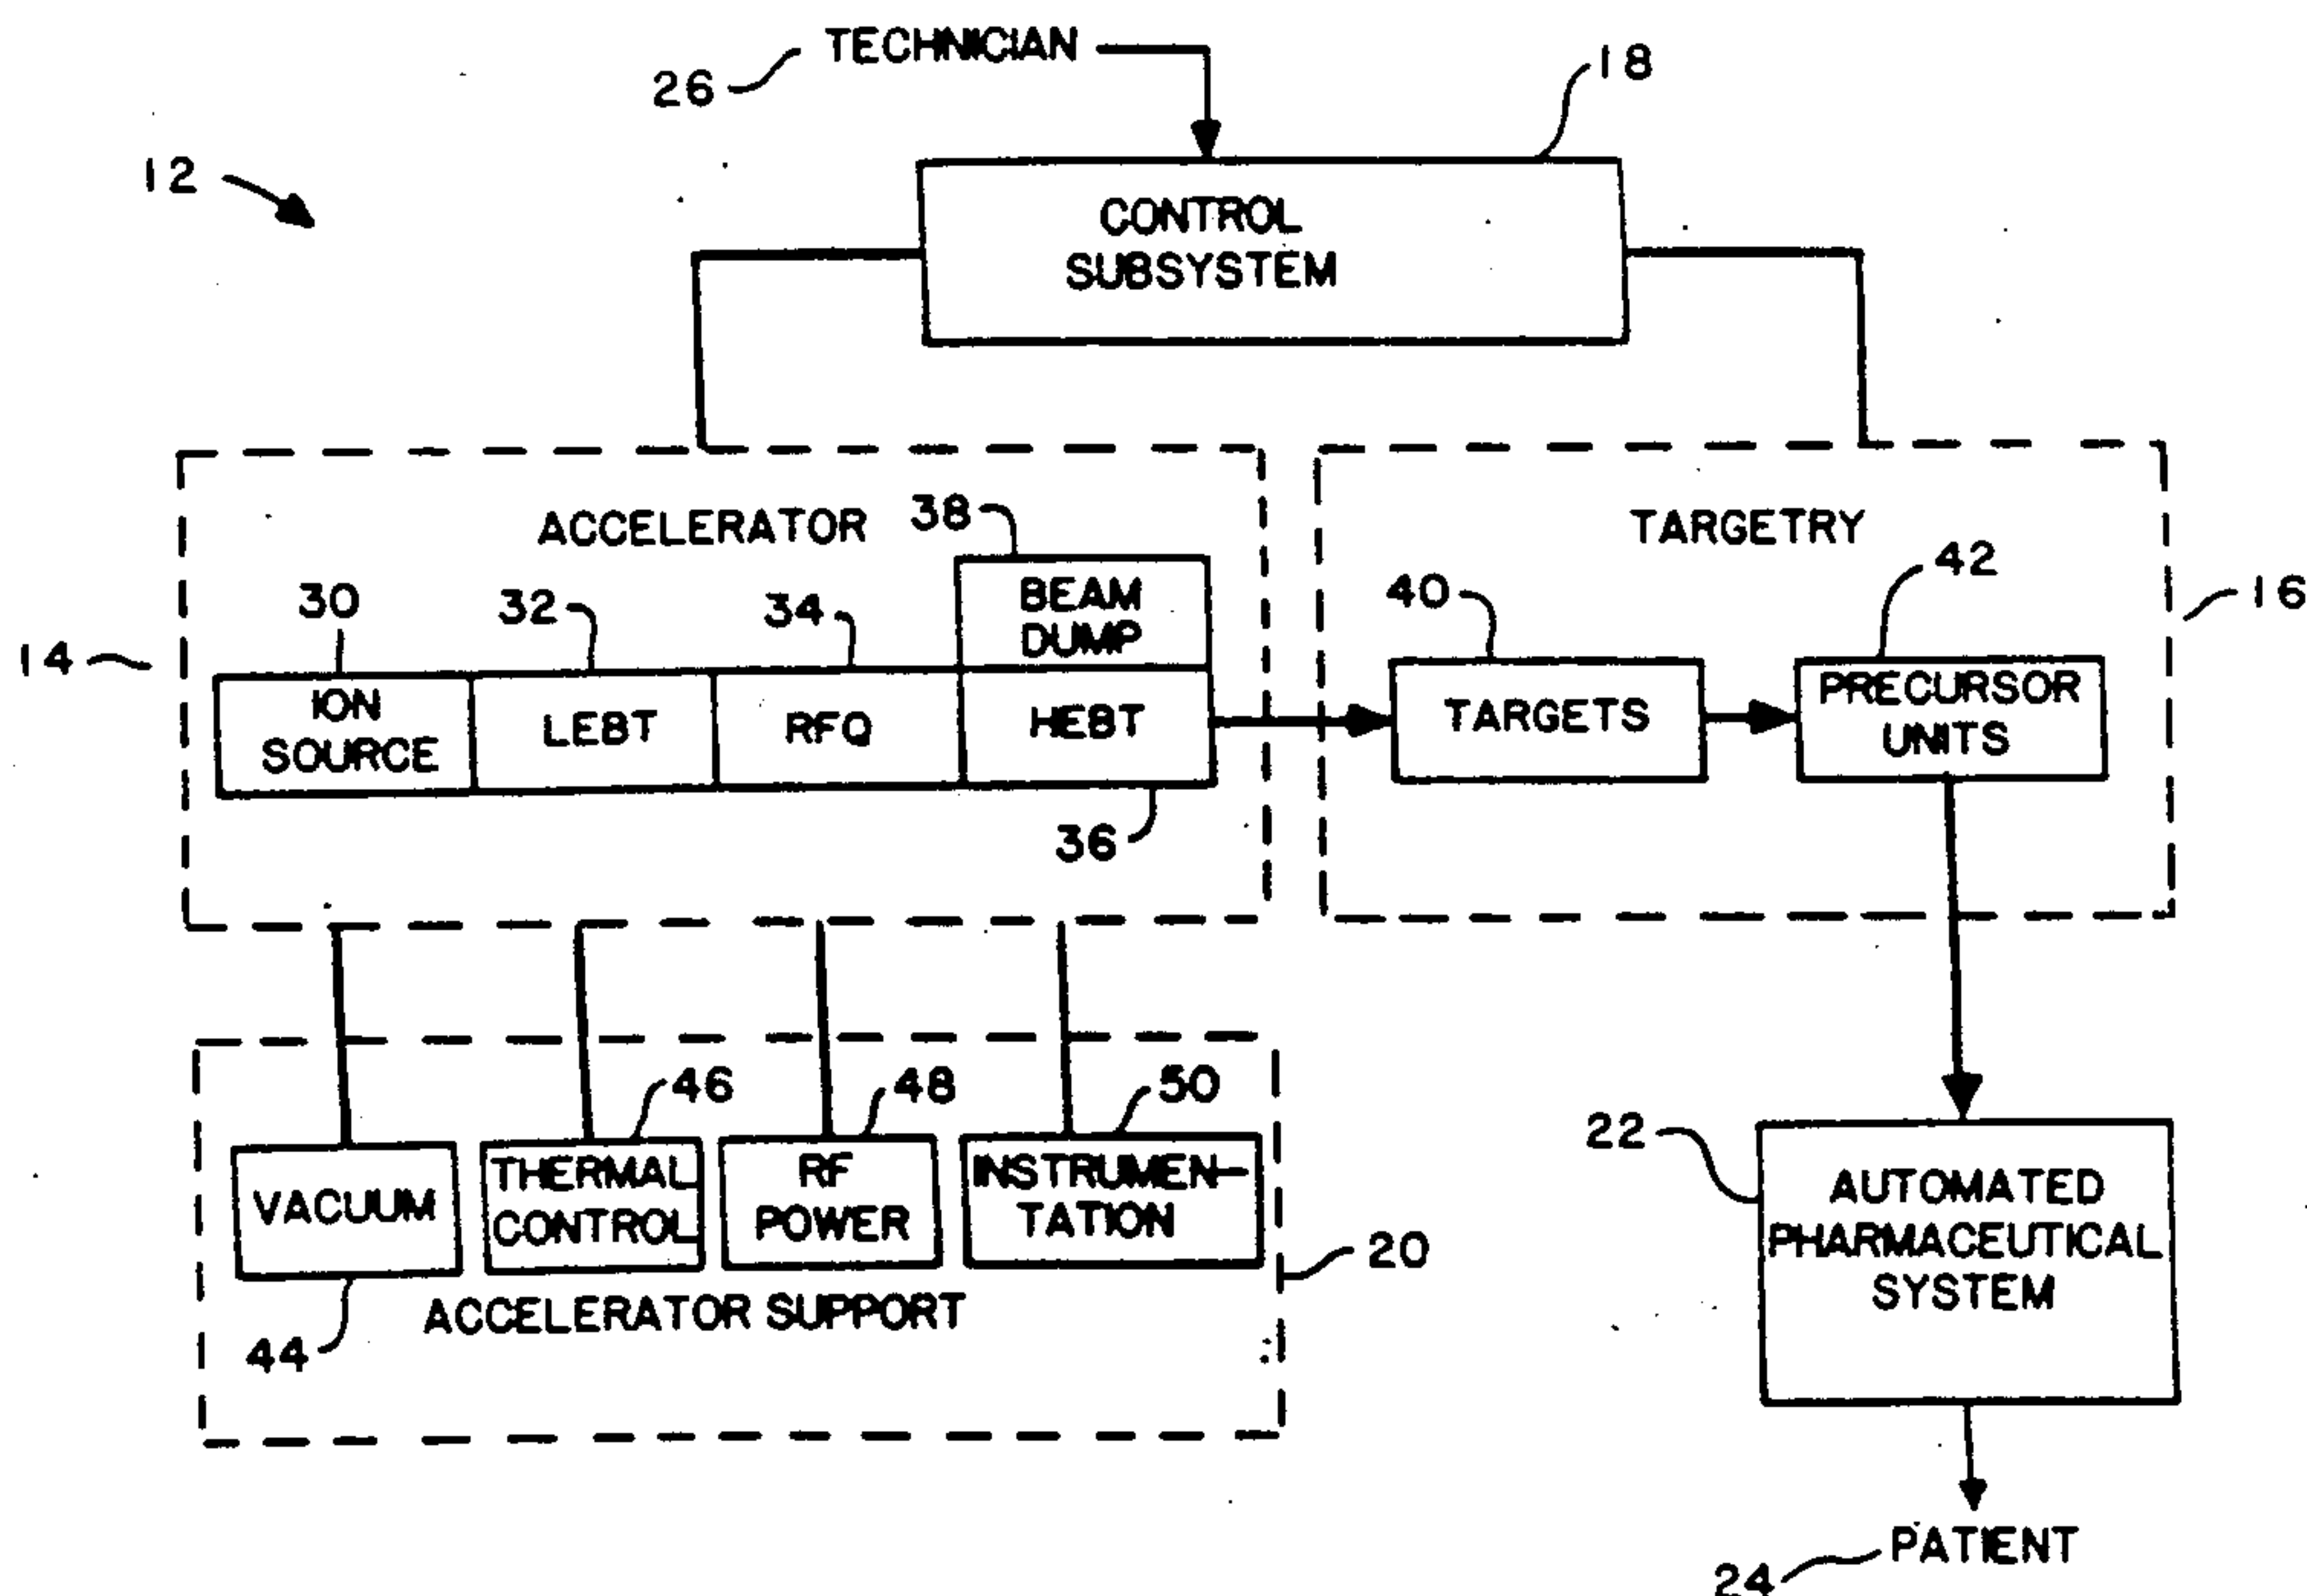 TECHNICIAN
26
18
12
CONTROL
SUBSYSTEM
ACCELERATOR
38
TARGETRY
30
32
34
BEAM
DUMP
40
42
16
14
ION
SOURCE
LEBT
RFQ
HEBT
TARGETS
PRECURSOR
UNITS
36
46
48
50
VACUUM
THERMAL
CONTROL
RF
POWER
INSTRUMEN-
TATION
22
AUTOMATED
PHARMACEUTICAL
SYSTEM
20
ACCELERATOR SUPPORT
44
PATIENT
24